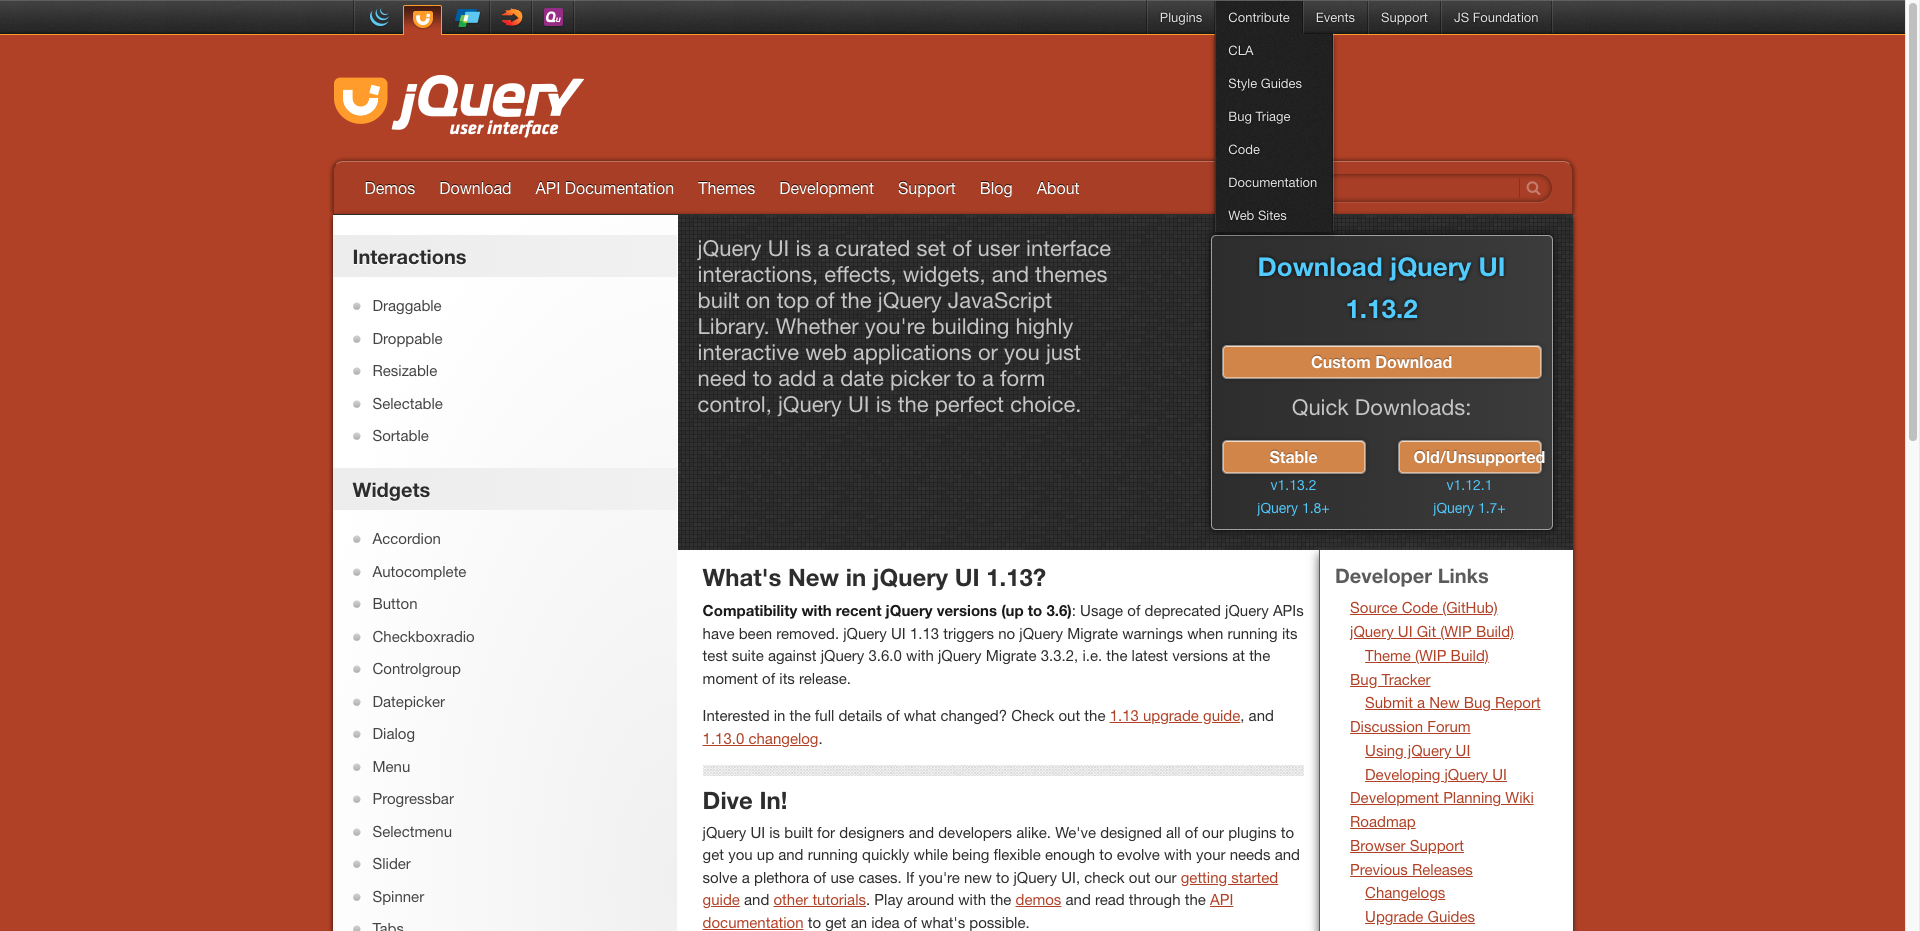 Qu
Plugins
Contribute
Events
Support
JS Foundation
CLA
Style Guides
Bug Triage
Code
Documentation
Web Sites
jQuery
user interface
Demos
Download
API Documentation
Themes
Development
Support
Blog
About
Interactions
Draggable
Droppable
Resizable
Selectable
Sortable
Widgets
Accordion
Autocomplete
Button
Checkboxradio
Controlgroup
Datepicker
Dialog
Menu
Progressbar
Selectmenu
Slider
Spinner
Tabs
jQuery UI is a curated set of user interface
interactions, effects, widgets, and themes
built on top of the jQuery JavaScript
Library. Whether you're building highly
interactive web applications or you just
need to add a date picker to a form
control, jQuery UI is the perfect choice.
Download jQuery UI
1.13.2
Custom Download
Quick Downloads:
Stable
v1.13.2
jQuery 1.8+
Old/Unsupported
v1.12.1
jQuery 1.7+
What's New in jQuery UI 1.13?
Compatibility with recent jQuery versions (up to 3.6): Usage of deprecated jQuery APIs
have been removed. jQuery UI 1.13 triggers no jQuery Migrate warnings when running its
test suite against jQuery 3.6.0 with jQuery Migrate 3.3.2, i.e. the latest versions at the
moment of its release.
Interested in the full details of what changed? Check out the 1.13 upgrade guide, and
1.13.0 changelog.
Dive In!
jQuery UI is built for designers and developers alike. We've designed all of our plugins to
get you up and running quickly while being flexible enough to evolve with your needs and
solve a plethora of use cases. If you're new to jQuery UI, check out our getting started
guide and other tutorials. Play around with the demos and read through the API
documentation to get an idea of what's possible.
Developer Links
Source Code (GitHub)
jQuery UI Git (WIP Build)
Theme (WIP Build)
Bug Tracker
Submit a New Bug Report
Discussion Forum
Using jQuery UI
Developing jQuery UI
Development Planning Wiki
Roadmap
Browser Support
Previous Releases
Changelogs
Upgrade Guides